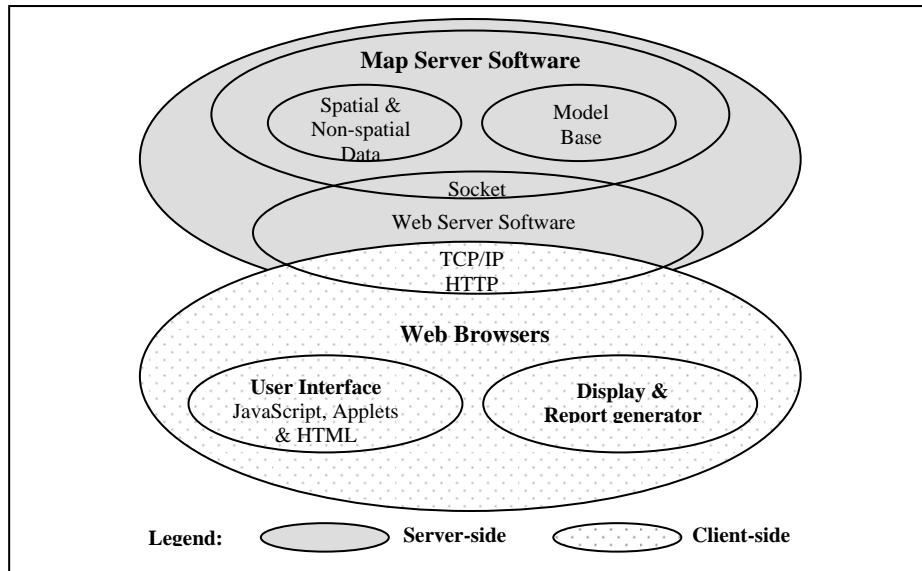 Map Server Software
Spatial &
Non-spatial
Data
Model
Base
Socket
Web Server Software
TCP/IP
HTTP
Web Browsers
User Interface
JavaScript, Applets
& HTML
Display &
Report generator
Legend:
Server-side
Client-side